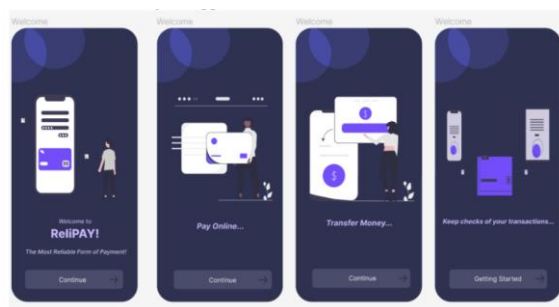 Welcome
Welcome
Welcome
Welcome
Welcome to
ReliPAY!
The Most Reliable Form of Payment!
Continue
Pay Online...
Continue
$
$
Transfer Money...
Continue
Keep checks of your transactions...
Getting Started